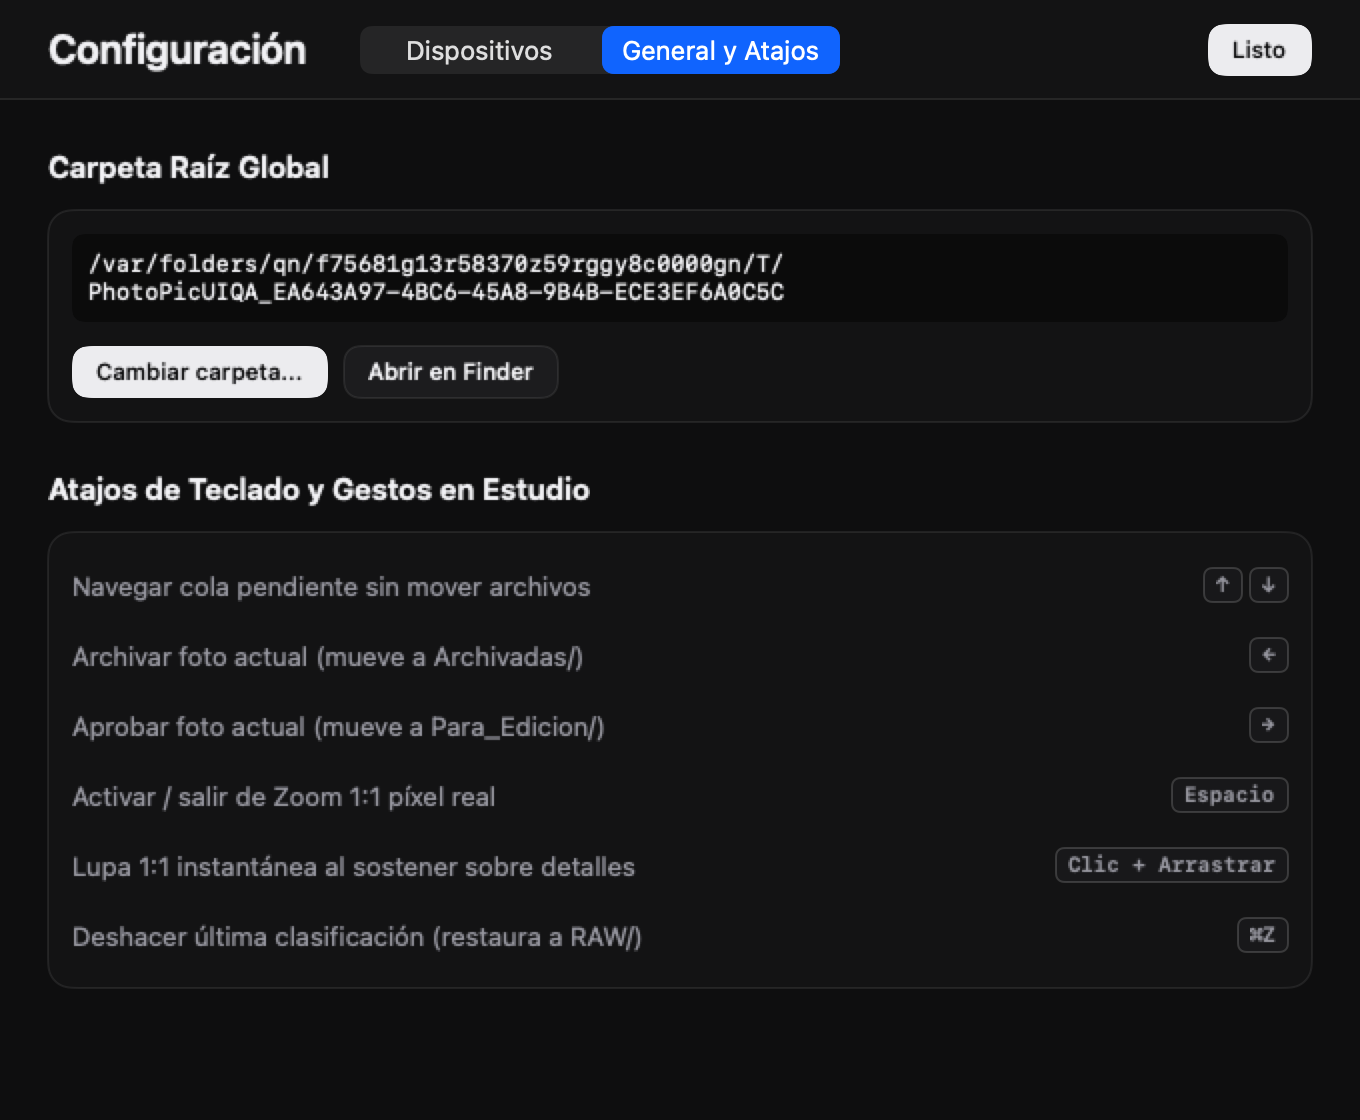 Configuración
Dispositivos
General y Atajos
Listo
Carpeta Raíz Global
/var/folders/qn/f75681g13r58370z59rggy8c0000gn/T/
PhotoPicUIQA_EA643A97-4BC6-45A8-9B4B-ECE3EF6A0C5C
Cambiar carpeta...
Abrir en Finder
Atajos de Teclado y Gestos en Estudio
Navegar cola pendiente sin mover archivos ↑ ↓
Archivar foto actual (mueve a Archivadas/) ←
Aprobar foto actual (mueve a Para_Edicion/) →
Activar / salir de Zoom 1:1 píxel real Espacio
Lupa 1:1 instantánea al sostener sobre detalles Clic + Arrastrar
Deshacer última clasificación (restaura a RAW/) ⌘Z